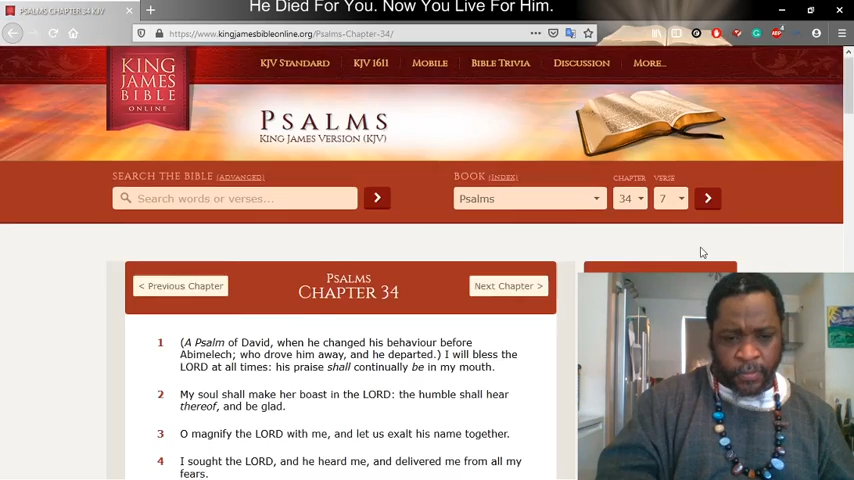 He Died For You. Now You Live For Him.
PSALMS CHAPTER 34 KJV
https://www.kingjamesbibleonline.org/Psalms-Chapter-34/
KING
JAMES
BIBLE
ONLINE
KJV STANDARD KJV 1611 MOBILE BIBLE TRIVIA DISCUSSION MORE...
PSALMS
KING JAMES VERSION (KJV)
SEARCH THE BIBLE (ADVANCED)
BOOK (INDEX) CHAPTER VERSE
Search words or verses...
Psalms 34 7
< Previous Chapter
PSALMS
CHAPTER 34
Next Chapter >
1 (A Psalm of David, when he changed his behaviour before
Abimelech; who drove him away, and he departed.) I will bless the
LORD at all times: his praise shall continually be in my mouth.
2 My soul shall make her boast in the LORD: the humble shall hear
thereof, and be glad.
3 O magnify the LORD with me, and let us exalt his name together.
4 I sought the LORD, and he heard me, and delivered me from all my
fears.